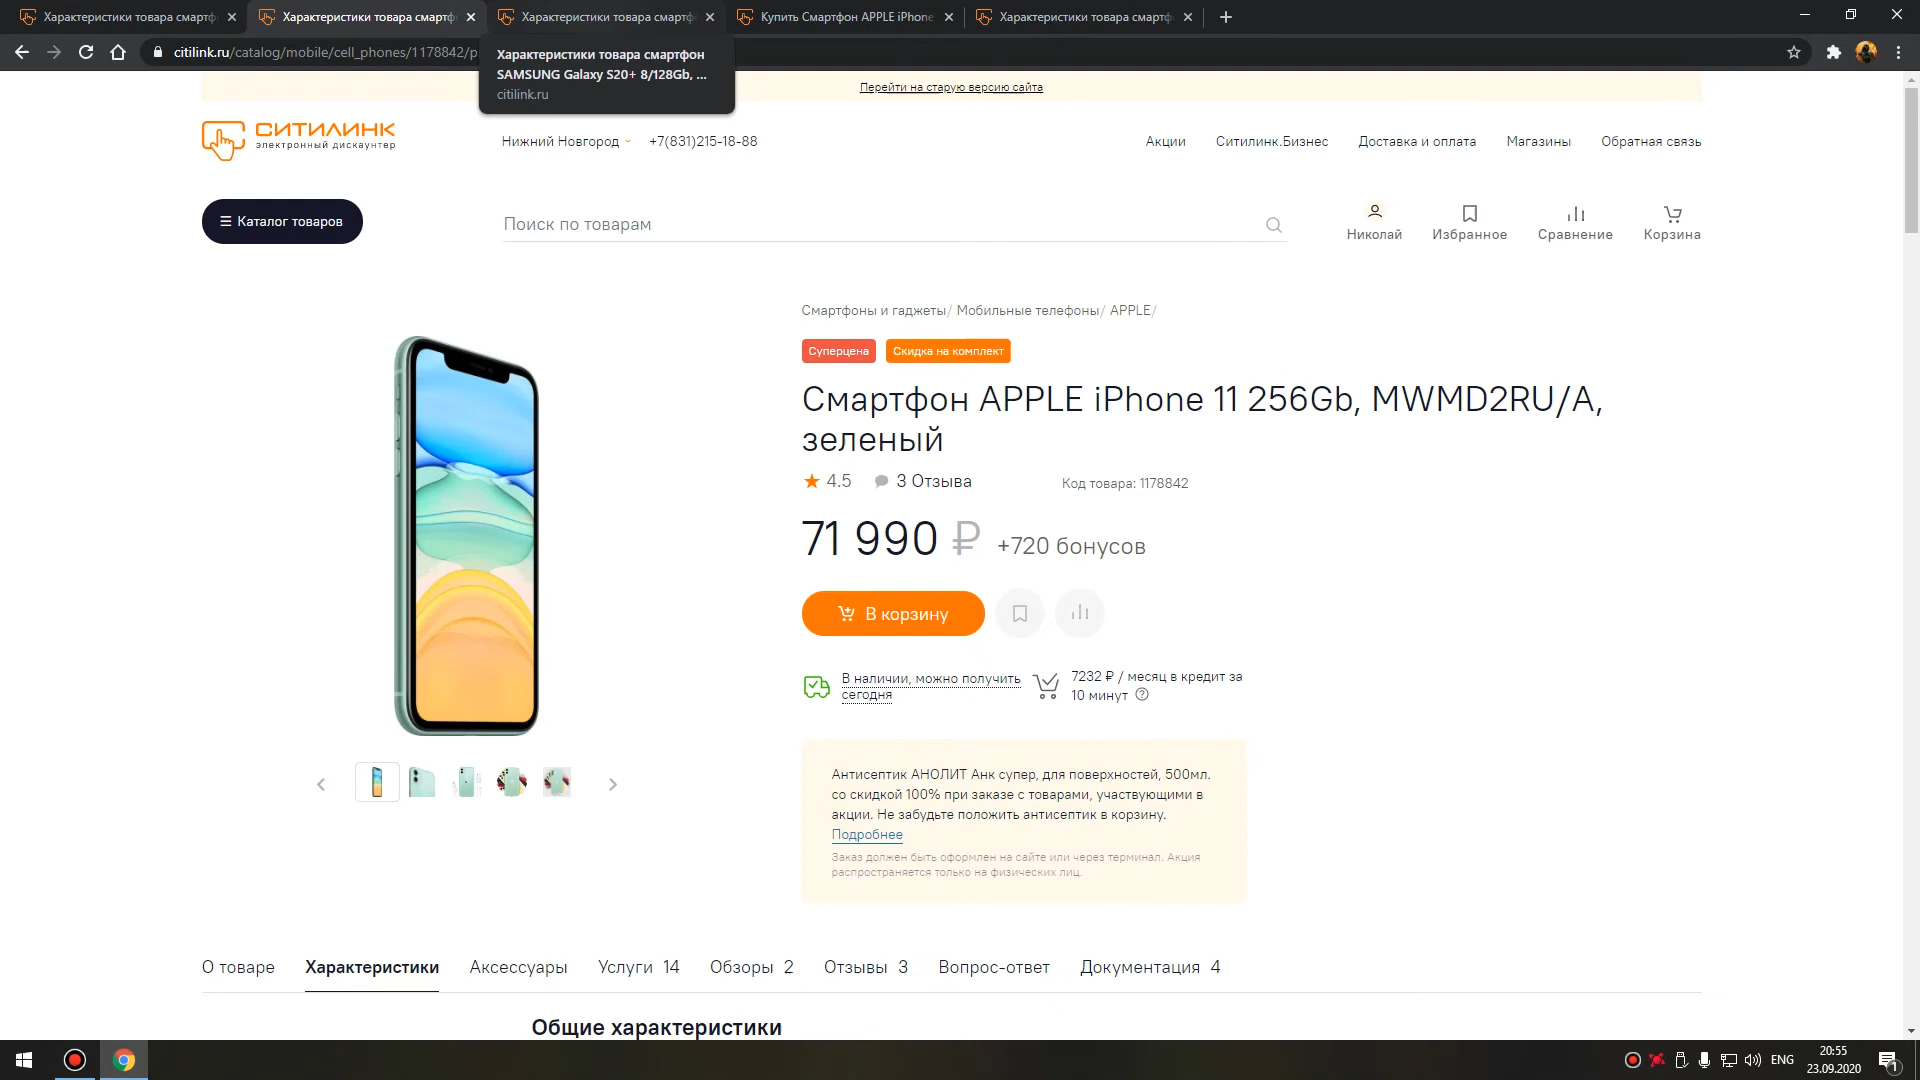 Характеристики товара смартф
Характеристики товара смартф
Характеристики товара смартф
Купить Смартфон APPLE iPhone
Характеристики товара смартф
citilink.ru/catalog/mobile/cell_phones/1178842/p
Характеристики товара смартфон
SAMSUNG Galaxy S20+ 8/128Gb, ...
citilink.ru
Перейти на старую версию сайта
СИТИЛИНК
электронный дискаунтер
Нижний Новгород
+7(831)215-18-88
Акции
Ситилинк.Бизнес
Доставка и оплата
Магазины
Обратная связь
Каталог товаров
Поиск по товарам
Николай
Избранное
Сравнение
Корзина
Смартфоны и гаджеты/ Мобильные телефоны/ APPLE/
Суперцена
Скидка на комплект
Смартфон APPLE iPhone 11 256Gb, MWMD2RU/A,
зеленый
4.5
3 Отзыва
Код товара: 1178842
71 990 ₽
+720 бонусов
В корзину
В наличии, можно получить
сегодня
7232 ₽ / месяц в кредит за
10 минут
Антисептик АНОЛИТ Анк супер, для поверхностей, 500мл.
со скидкой 100% при заказе с товарами, участвующими в
акции. Не забудьте положить антисептик в корзину.
Подробнее
Заказ должен быть оформлен на сайте или через терминал. Акция
распространяется только на физических лиц.
О товаре
Характеристики
Аксессуары
Услуги 14
Обзоры 2
Отзывы 3
Вопрос-ответ
Документация 4
Общие характеристики
ENG
20:55
23.09.2020
1